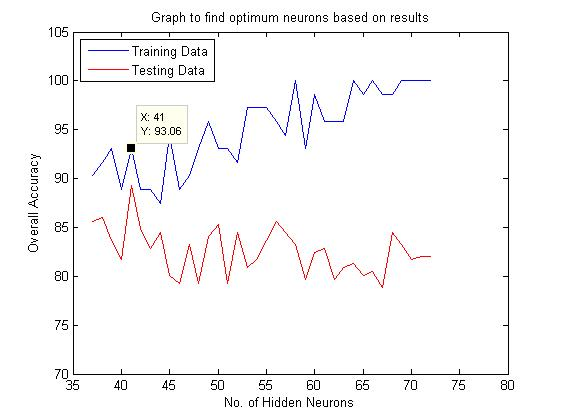 Graph to find optimum neurons based on results
105
Training Data
Testing Data
100
X: 41
Y: 93.06
95
90
85
80
75
70
Overall Accuracy
35 40 45 50 55 60 65 70 75 80
No. of Hidden Neurons